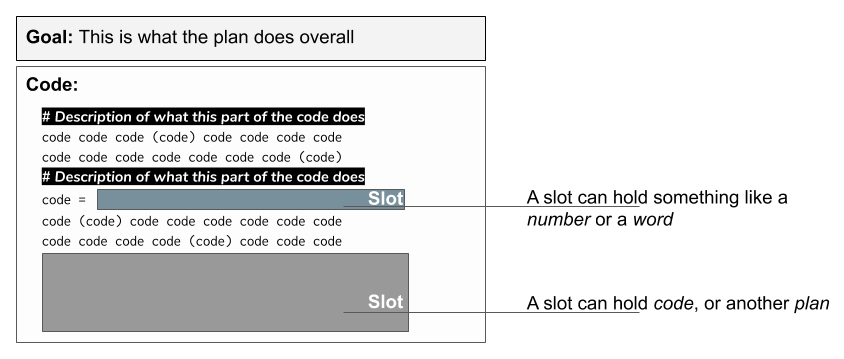 Goal: This is what the plan does overall
Code:
# Description of what this part of the code does
code code code (code) code code code code
code code code code code code code (code)
# Description of what this part of the code does
code = Slot
A slot can hold something like a
number or a word
code (code) code code code code code code
code code code code (code) code code code
Slot
A slot can hold code, or another plan